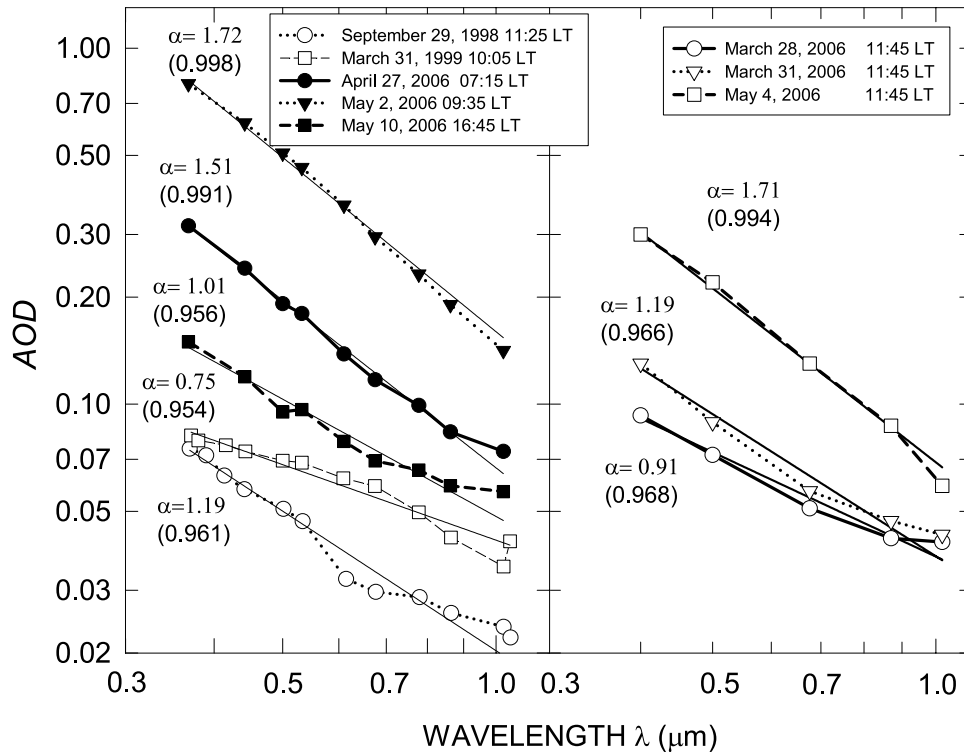 September 29, 1998 11:25 LT
March 31, 1999 10:05 LT
April 27, 2006 07:15 LT
May 2, 2006 09:35 LT
May 10, 2006 16:45 LT
March 28, 2006 11:45 LT
March 31, 2006 11:45 LT
May 4, 2006 11:45 LT
AOD
1.00
0.70
0.50
0.30
0.20
0.10
0.07
0.05
0.03
0.02
α= 1.72
(0.998)
α= 1.51
(0.991)
α= 1.01
(0.956)
α= 0.75
(0.954)
α=1.19
(0.961)
α= 1.71
(0.994)
α= 1.19
(0.966)
α= 0.91
(0.968)
0.3 0.5 0.7 1.0 0.3 0.5 0.7 1.0
WAVELENGTH λ (μm)